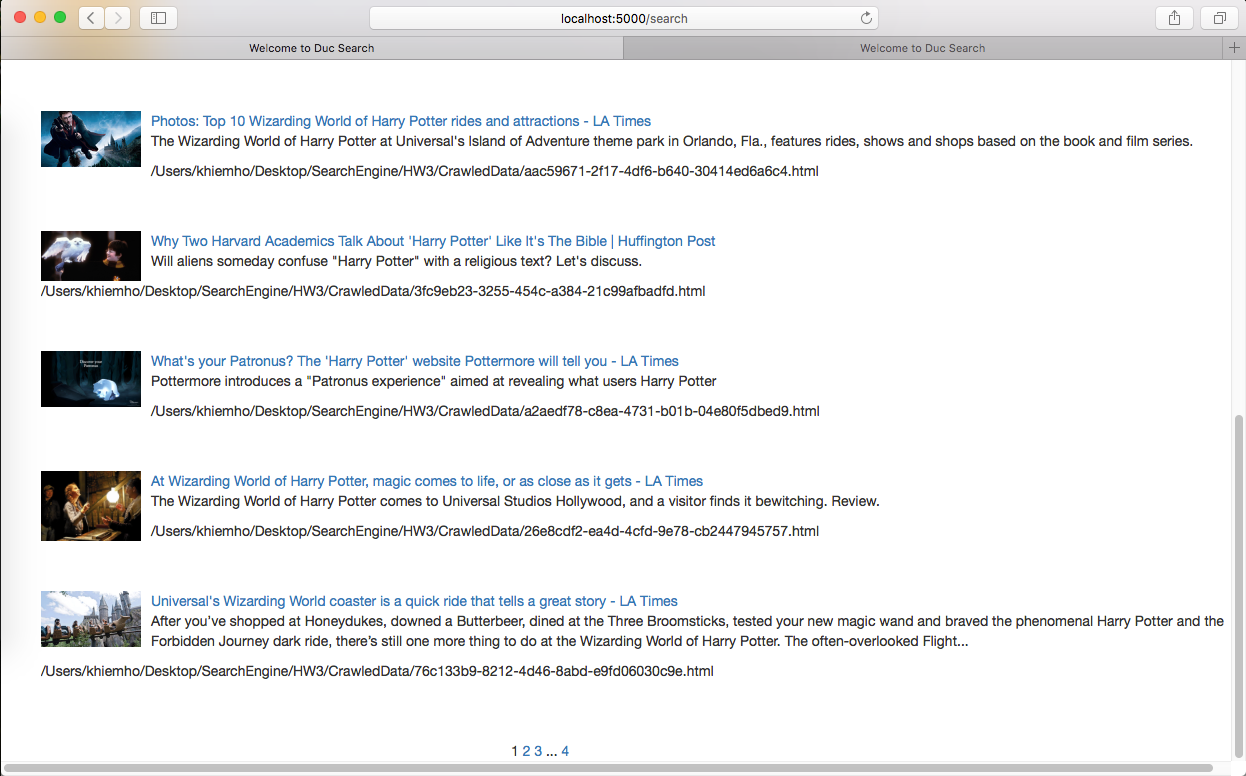 localhost:5000/search
Welcome to Duc Search
Welcome to Duc Search
Photos: Top 10 Wizarding World of Harry Potter rides and attractions - LA Times
The Wizarding World of Harry Potter at Universal's Island of Adventure theme park in Orlando, Fla., features rides, shows and shops based on the book and film series.
/Users/khiemho/Desktop/SearchEngine/HW3/CrawledData/aac59671-2f17-4df6-b640-30414ed6a6c4.html
Why Two Harvard Academics Talk About 'Harry Potter' Like It's The Bible | Huffington Post
Will aliens someday confuse "Harry Potter" with a religious text? Let's discuss.
/Users/khiemho/Desktop/SearchEngine/HW3/CrawledData/3fc9eb23-3255-454c-a384-21c99afbadfd.html
What's your Patronus? The 'Harry Potter' website Pottermore will tell you - LA Times
Pottermore introduces a "Patronus experience" aimed at revealing what users Harry Potter
/Users/khiemho/Desktop/SearchEngine/HW3/CrawledData/a2aedf78-c8ea-4731-b01b-04e80f5dbed9.html
At Wizarding World of Harry Potter, magic comes to life, or as close as it gets - LA Times
The Wizarding World of Harry Potter comes to Universal Studios Hollywood, and a visitor finds it bewitching. Review.
/Users/khiemho/Desktop/SearchEngine/HW3/CrawledData/26e8cdf2-ea4d-4cfd-9e78-cb2447945757.html
Universal's Wizarding World coaster is a quick ride that tells a great story - LA Times
After you've shopped at Honeydukes, downed a Butterbeer, dined at the Three Broomsticks, tested your new magic wand and braved the phenomenal Harry Potter and the
Forbidden Journey dark ride, there's still one more thing to do at the Wizarding World of Harry Potter. The often-overlooked Flight...
/Users/khiemho/Desktop/SearchEngine/HW3/CrawledData/76c133b9-8212-4d46-8abd-e9fd06030c9e.html
1 2 3 ... 4